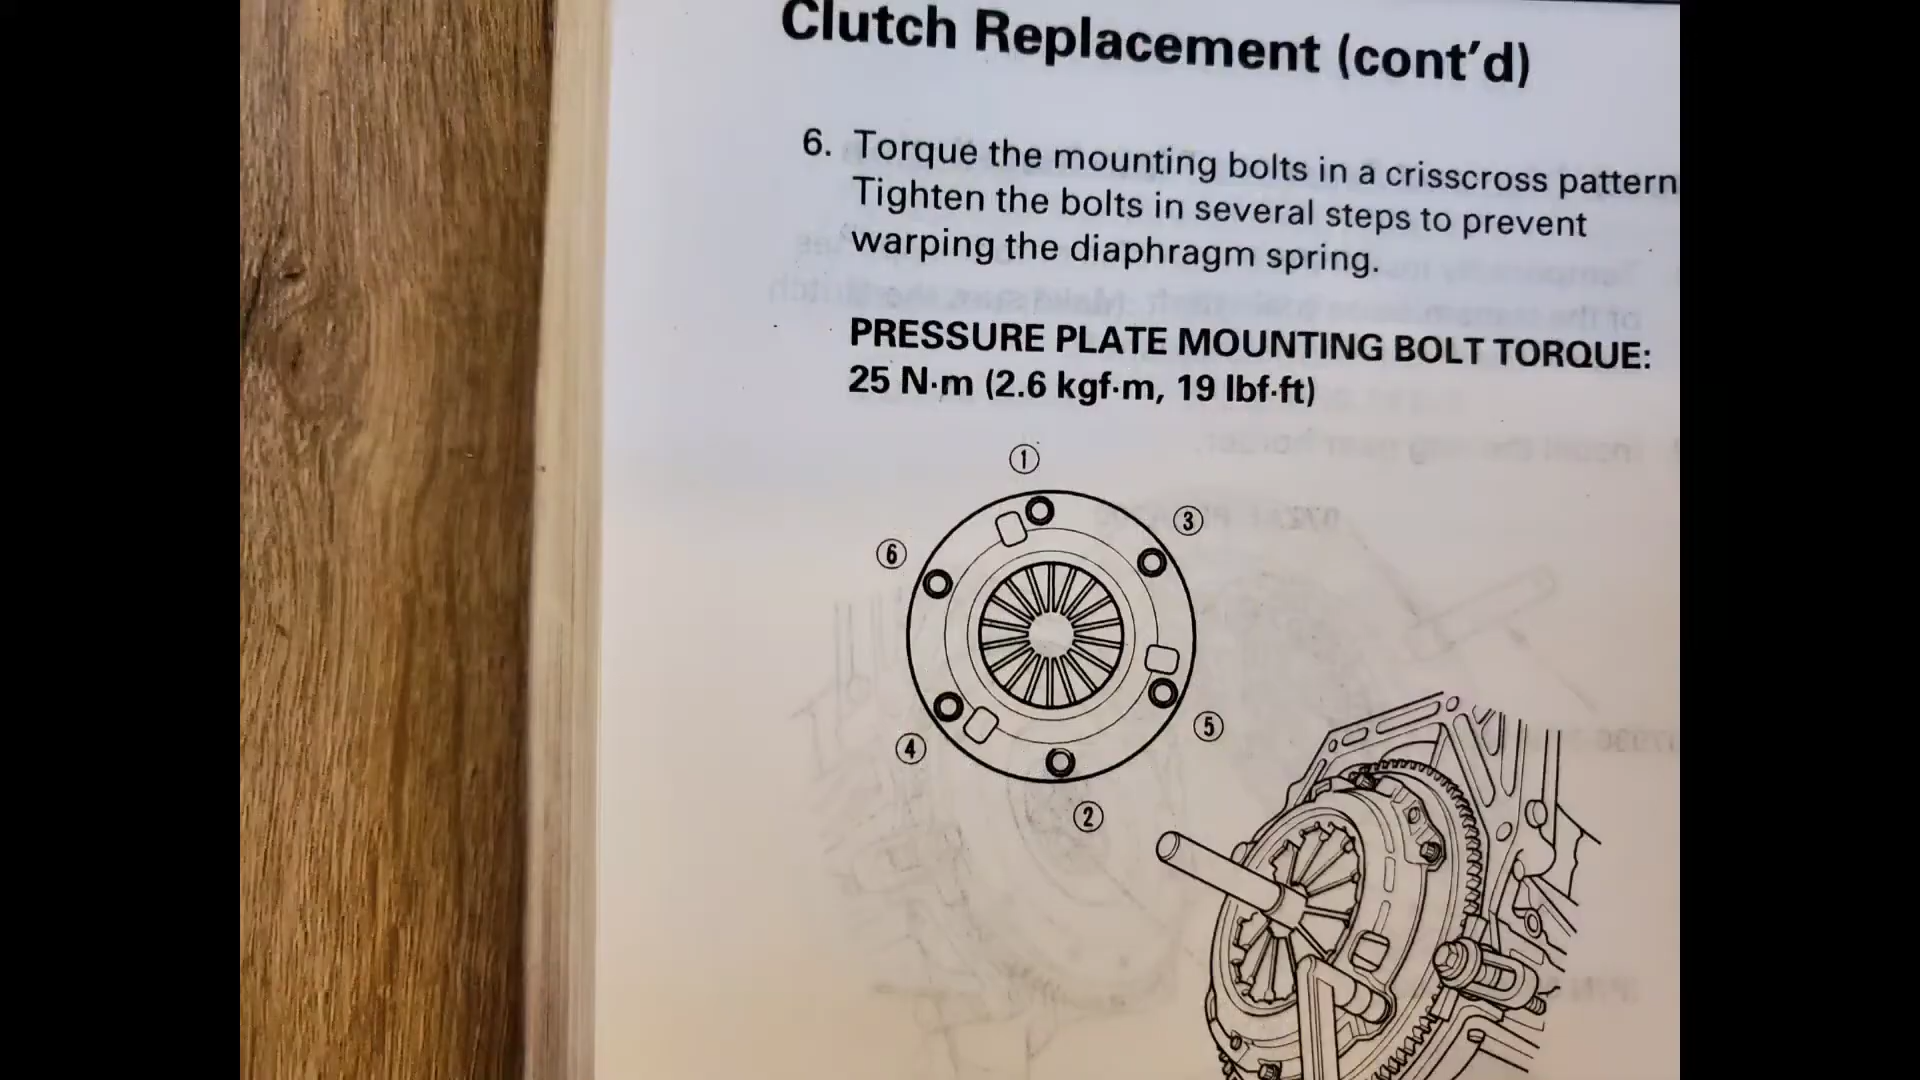 Clutch Replacement (cont'd)
6. Torque the mounting bolts in a crisscross pattern
Tighten the bolts in several steps to prevent
warping the diaphragm spring.
PRESSURE PLATE MOUNTING BOLT TORQUE:
25 N·m (2.6 kgf·m, 19 lbf·ft)
①
③
⑥
⑤
④
②